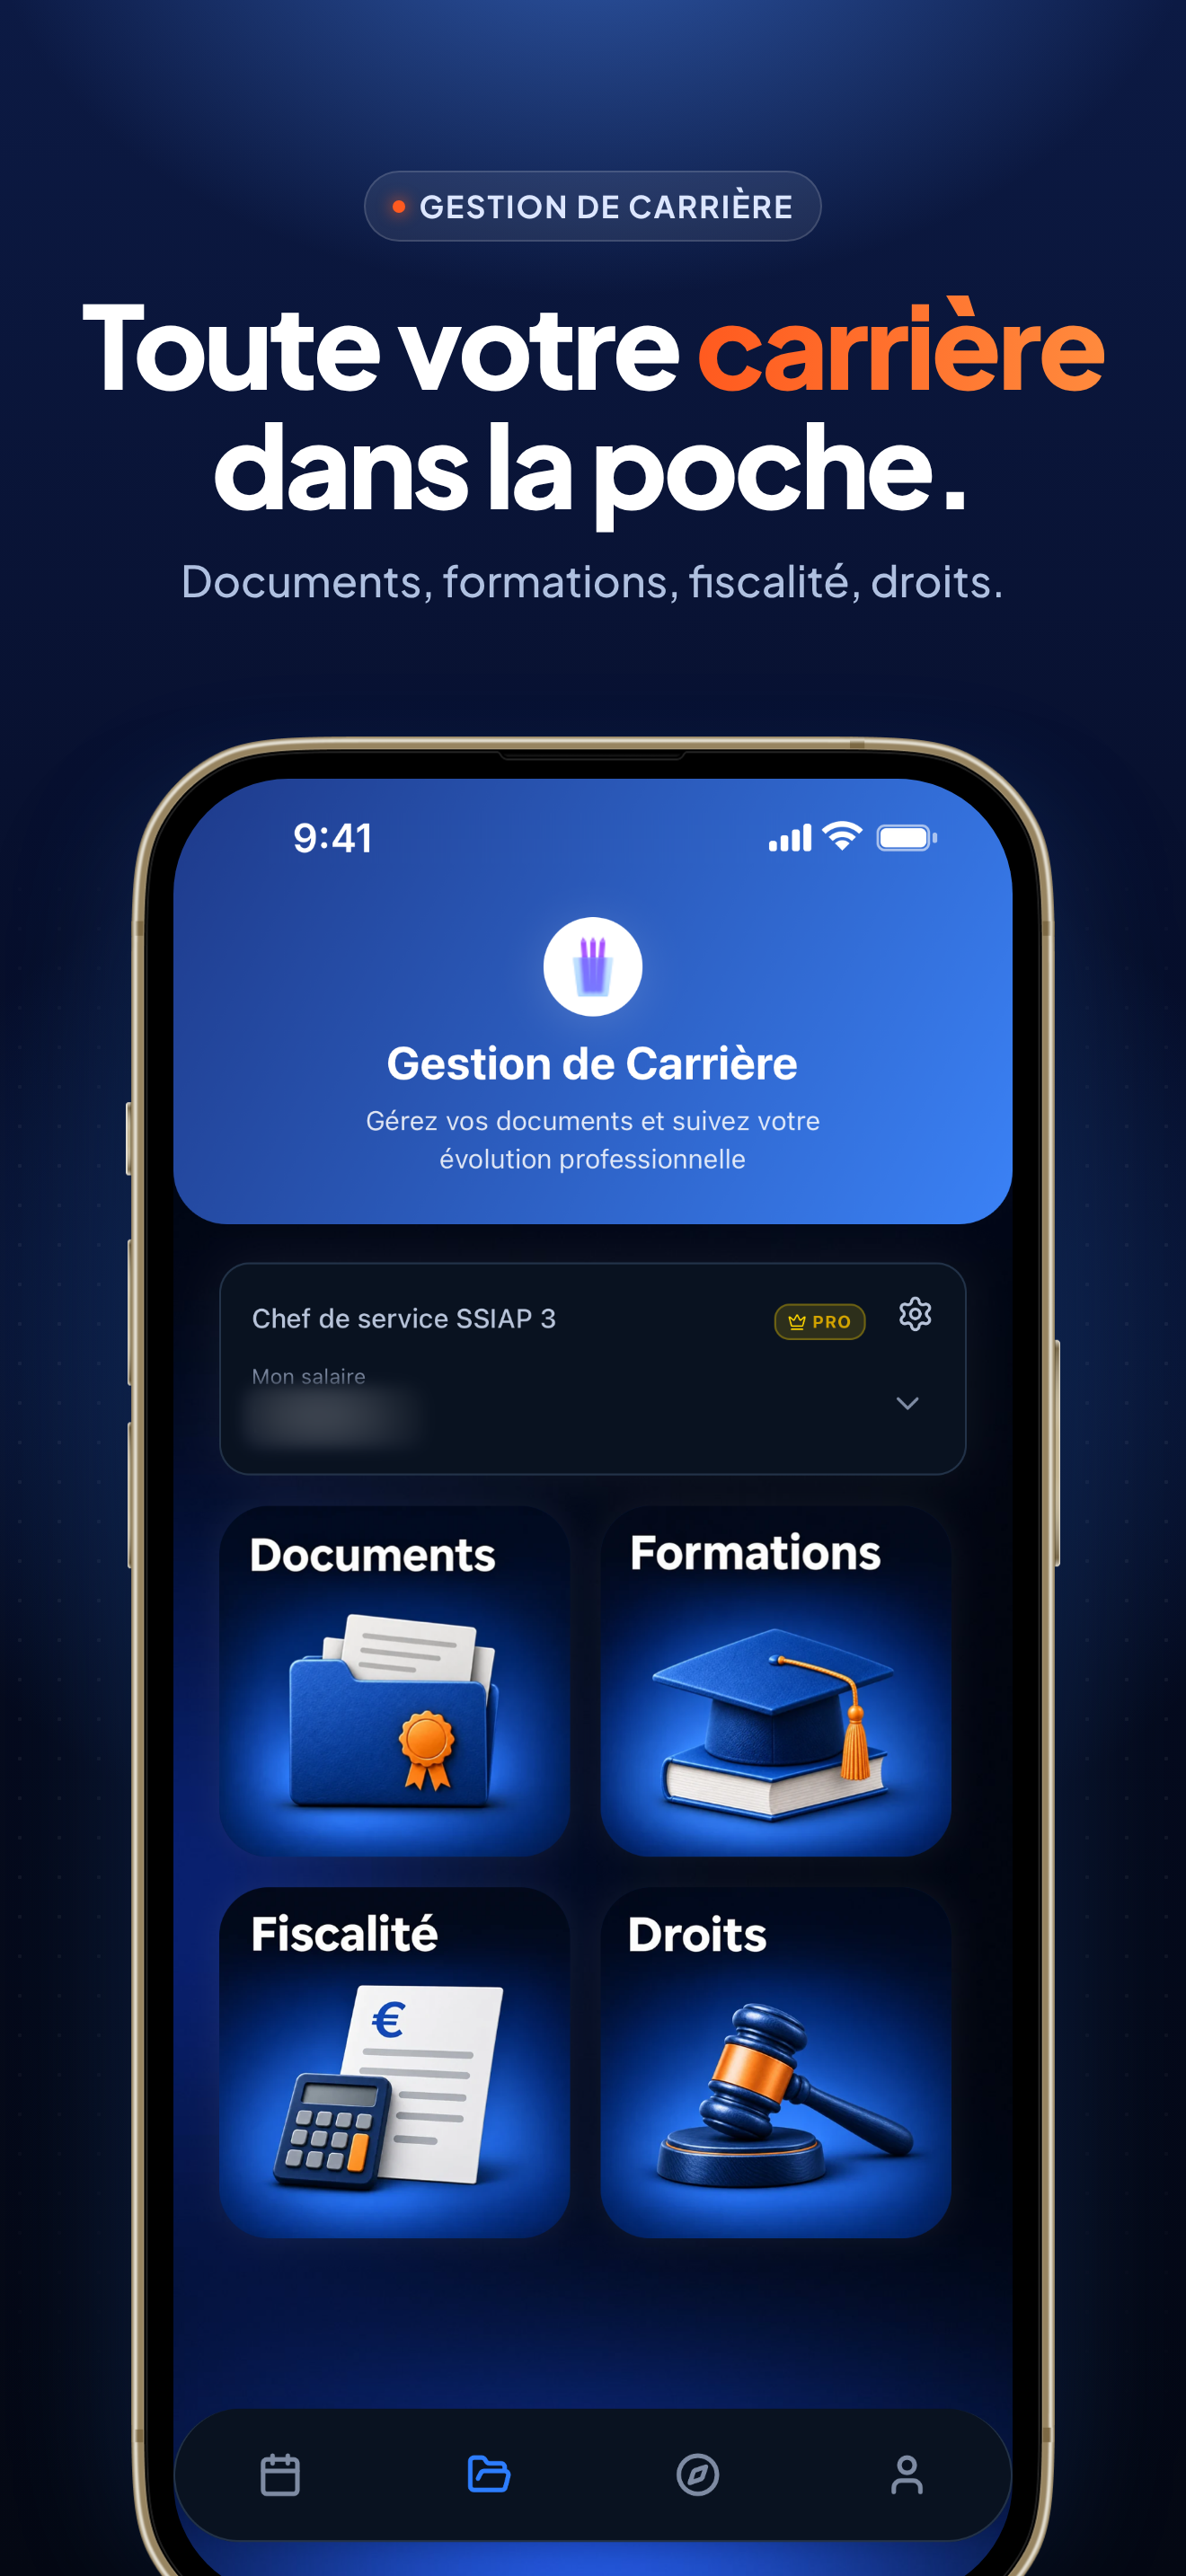 GESTION DE CARRIÈRE
Toute votre carrière
dans la poche.
Documents, formations, fiscalité, droits.
9:41
Gestion de Carrière
Gérez vos documents et suivez votre
évolution professionnelle
Chef de service SSIAP 3
PRO
Mon salaire
Documents
Formations
Fiscalité
Droits
€